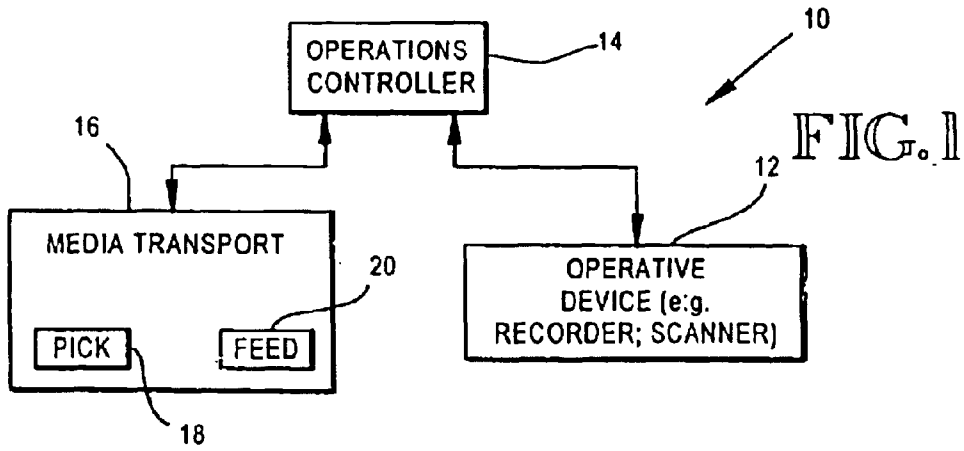 10
OPERATIONS
CONTROLLER
14
FIG. 1
16
12
MEDIA TRANSPORT
20
PICK
FEED
18
OPERATIVE
DEVICE (e:g.
RECORDER; SCANNER)